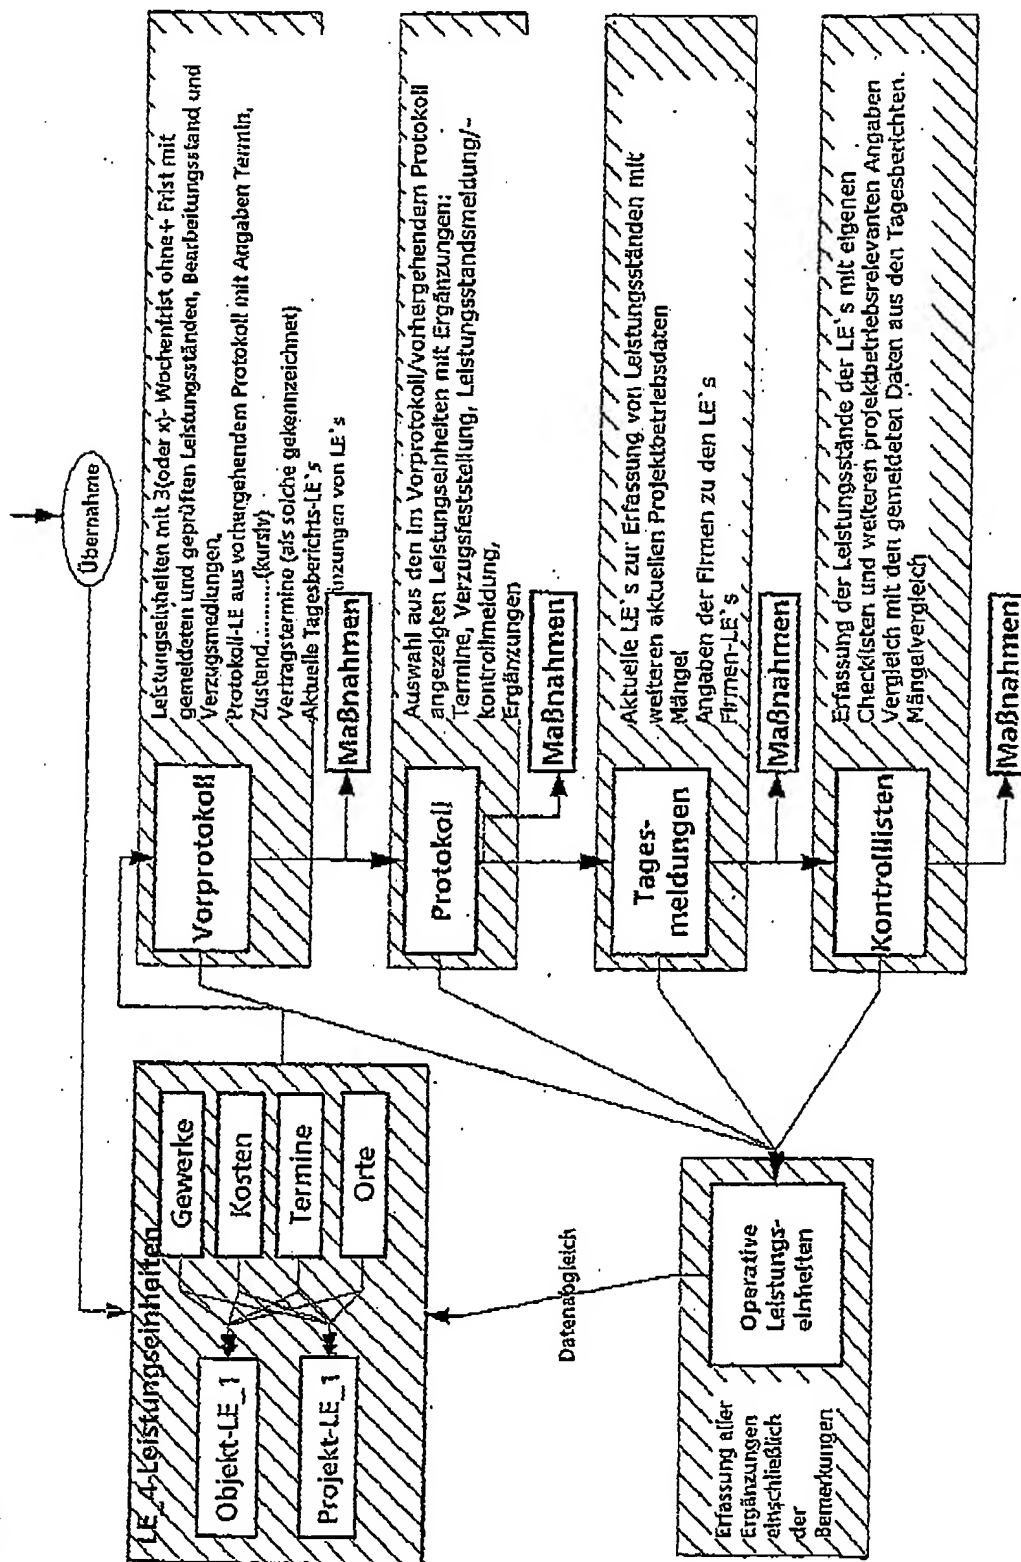 Übernahme
LE_4-Leistungseinheiten
Gewerke
Kosten
Termine
Orte
Objekt-LE_1
Projekt-LE_1
Vorprotokoll
Leistungseinheiten mit 3(oder x)- Wochenfrist ohne+ Frist mit
gemeldeten und geprüften Leistungsständen, Bearbeitungsstand und
Verzugsmedlungen,
Protokoll-LE aus vorhergehendem Protokoll mit Angaben Termin,
Zustand,............(kursiv)
Vertragstermine (als solche gekennzeichnet)
Aktuelle Tagesberichts-LE`s
inzungen von LE`s
Maßnahmen
Protokoll
Auswahl aus den im Vorprotokoll/vorhergehendem Protokoll
angezeigten Leistungseinheiten mit Ergänzungen:
Termine, Verzugsfeststellung, Leistungsstandsmeldung/-
kontrollmeldung,
Ergänzungen
Maßnahmen
Tages-
meldungen
Aktuelle LE`s zur Erfassung von Leistungsständen mit
weiteren aktuellen Projektbetriebsdaten
Mängel
Angaben der Firmen zu den LE`s
Firmen-LE`s
Maßnahmen
Kontrolllisten
Erfassung der Leistungsstände der LE`s mit eigenen
Checklisten und weiteren projektbetriebsrelevanten Angaben
Vergleich mit den gemeldeten Daten aus den Tagesberichten.
Mängelvergleich
Maßnahmen
Datenabgleich
Operative
Leistungs-
einheiten
Erfassung aller
Ergänzungen
einschließlich
der
Bemerkungen